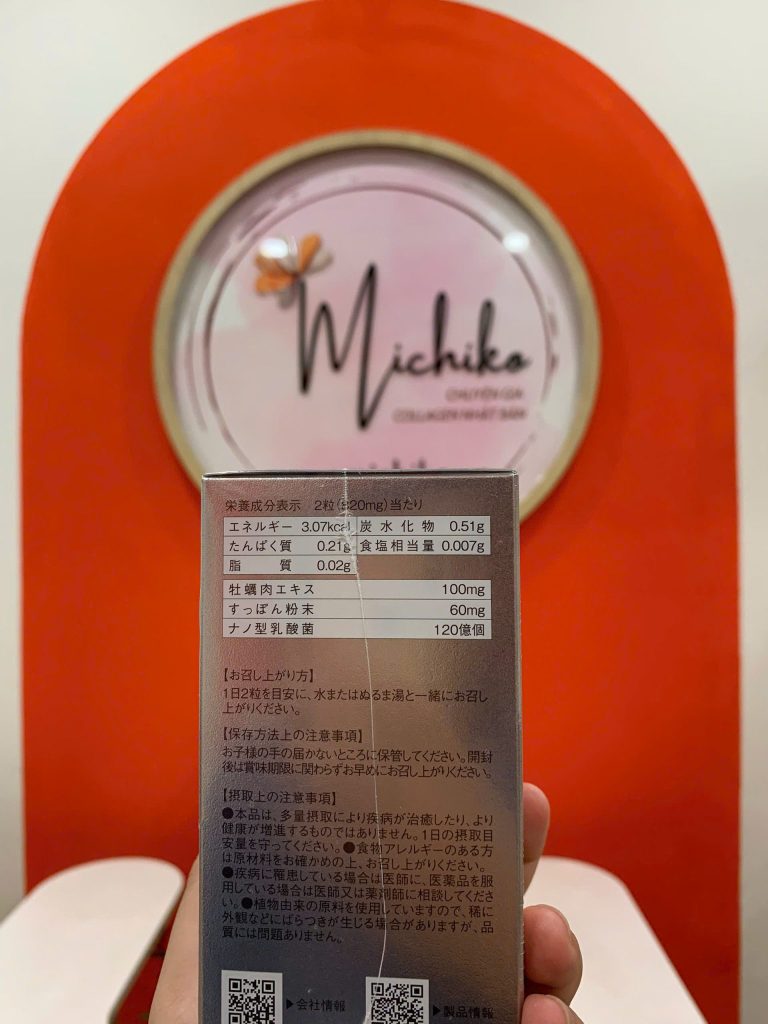 Michiko
CHUYÊN GIA
COLLAGEN NHẬT BẢN
栄養成分表示 2粒(820mg)当たり
エネルギー 3.07kcal 炭水化物 0.51g
たんぱく質 0.21g 食塩相当量 0.007g
脂質 0.02g
牡蠣肉エキス 100mg
すっぽん粉末 60mg
ナノ型乳酸菌 120億個
【お召し上がり方】
1日2粒を目安に、水またはぬるま湯と一緒にお召し
上がりください。
【保存方法上の注意事項】
お子様の手の届かないところに保管してください。開封
後は賞味期限に関わらずお早めにお召し上がりください。
【摂取上の注意事項】
●本品は、多量摂取により疾病が治癒したり、より
健康が増進するものではありません。1日の摂取目
安量を守ってください。●食物アレルギーのある方
は原材料をお確かめの上、お召し上がりください。
●疾病に罹患している場合は医師に、医薬品を服
用している場合は医師又は薬剤師に相談してくださ
い。●植物由来の原料を使用していますので、稀に
外観などにばらつきが生じる場合がありますが、品
質には問題ありません。
▶会社情報 ▶製品情報